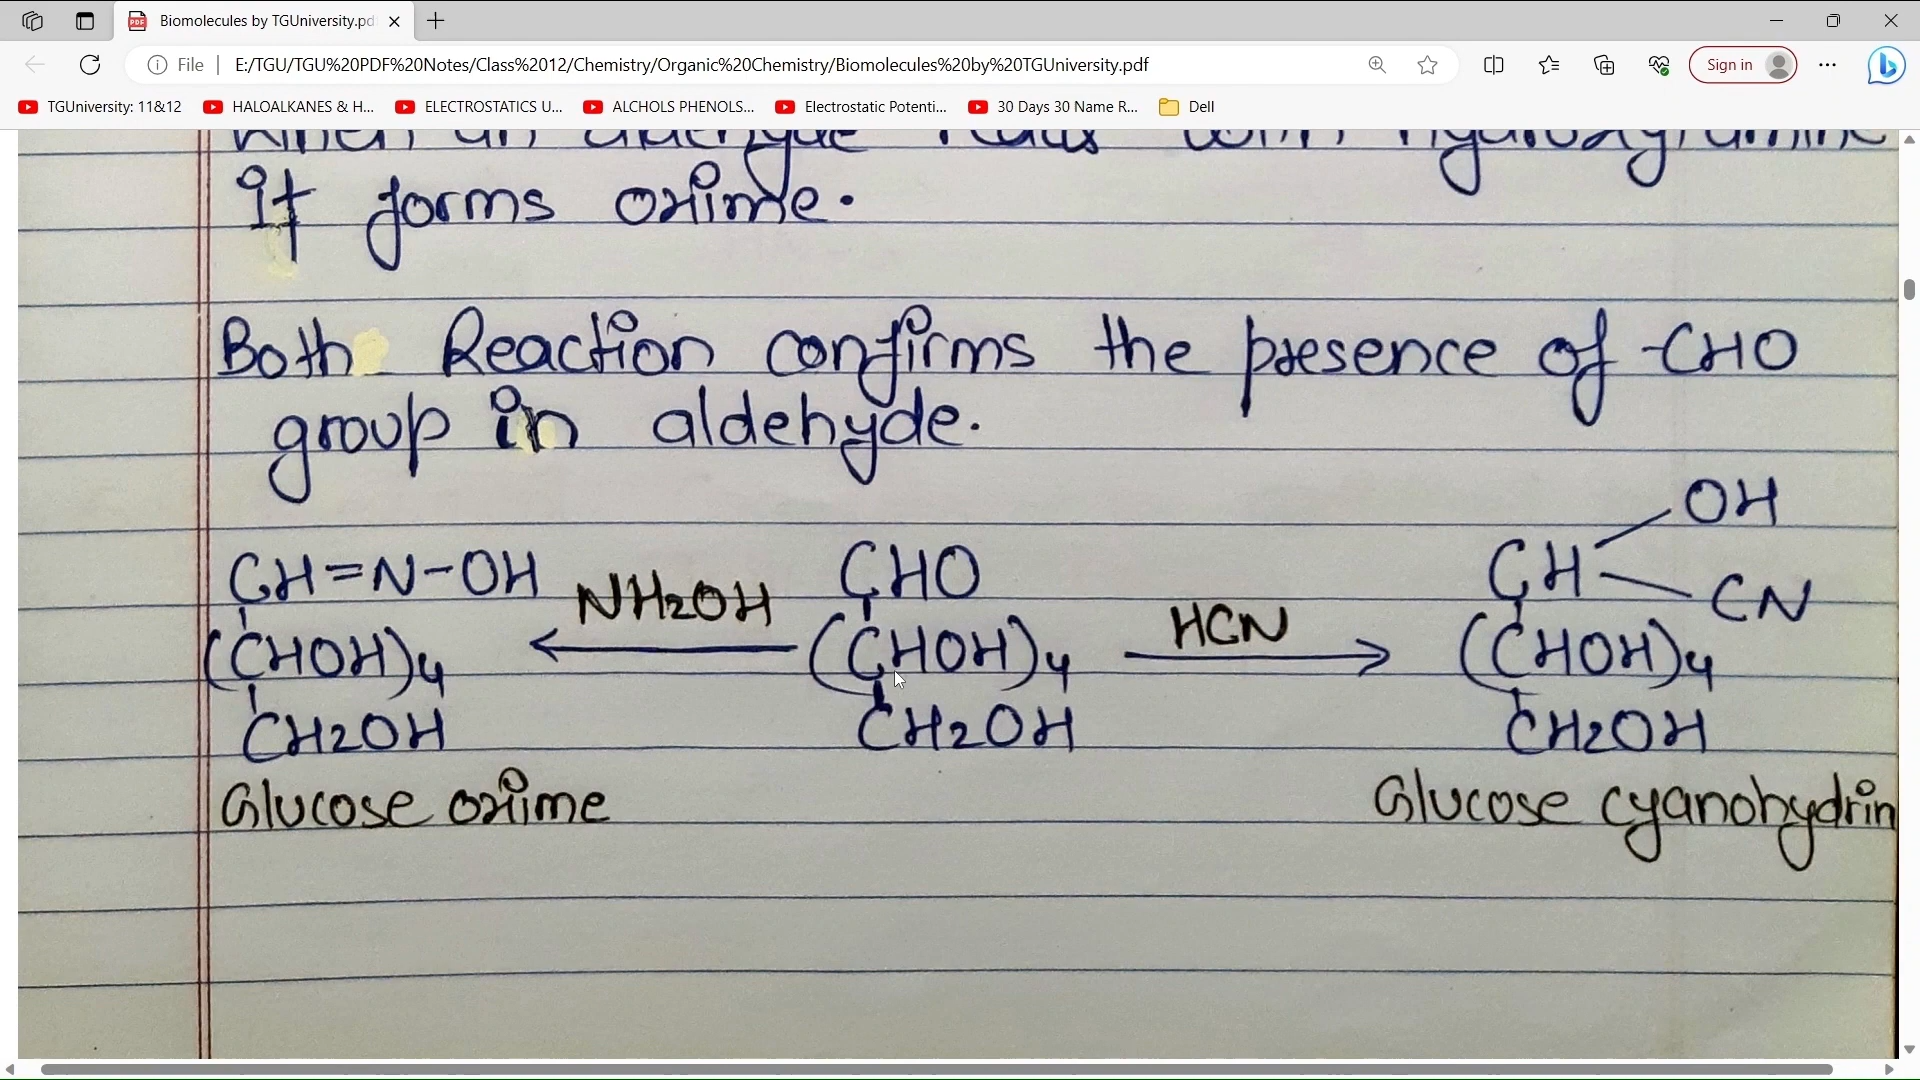 Biomolecules by TGUniversity.pd
Sign in
File
E:/TGU/TGU%20PDF%20Notes/Class%2012/Chemistry/Organic%20Chemistry/Biomolecules%20by%20TGUniversity.pdf
TGUniversity: 11&12 HALOALKANES & H... ELECTROSTATICS U... ALCHOLS PHENOLS... Electrostatic Potenti... 30 Days 30 Name R... Dell
it forms oxime.
Both Reaction confirms the presence of -CHO
group in aldehyde.
OH
CH=N-OH NH2OH CHO HCN CH CN
(CHOH)4 (CHOH)4 (CHOH)4
CH2OH CH2OH CH2OH
Glucose oxime Glucose cyanohydrin